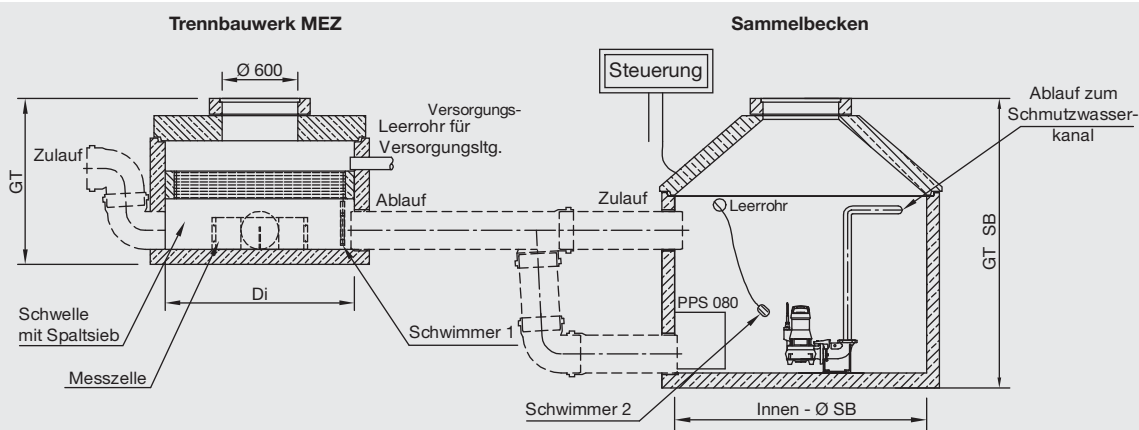 Trennbauwerk MEZ
Sammelbecken
Ø 600
Steuerung
Versorgungs-
Leerrohr für
Versorgungsltg.
Ablauf zum
Schmutzwasser-
kanal
Zulauf
GT
Ablauf
Zulauf
Leerrohr
GT SB
Di
PPS 080
Schwelle
mit Spaltsieb
Schwimmer 1
Messzelle
Schwimmer 2
Innen - Ø SB